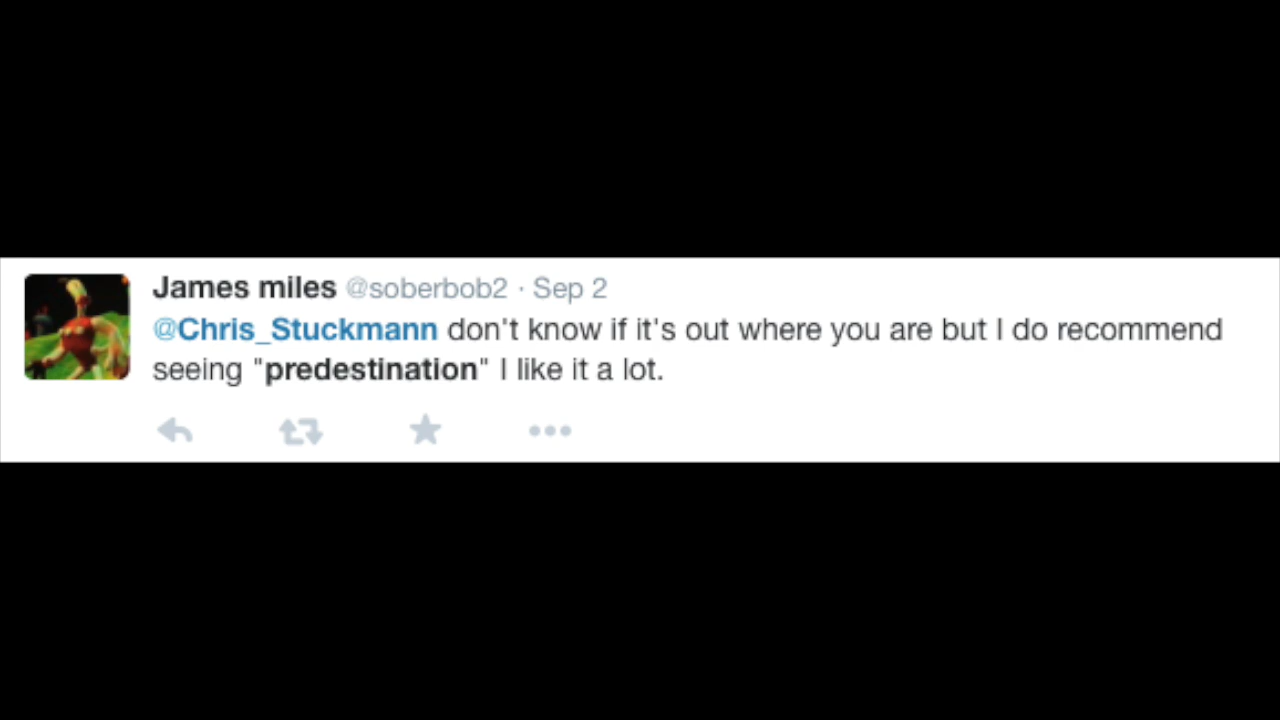 James miles @soberbob2 · Sep 2
@Chris_Stuckmann don't know if it's out where you are but I do recommend
seeing "predestination" I like it a lot.